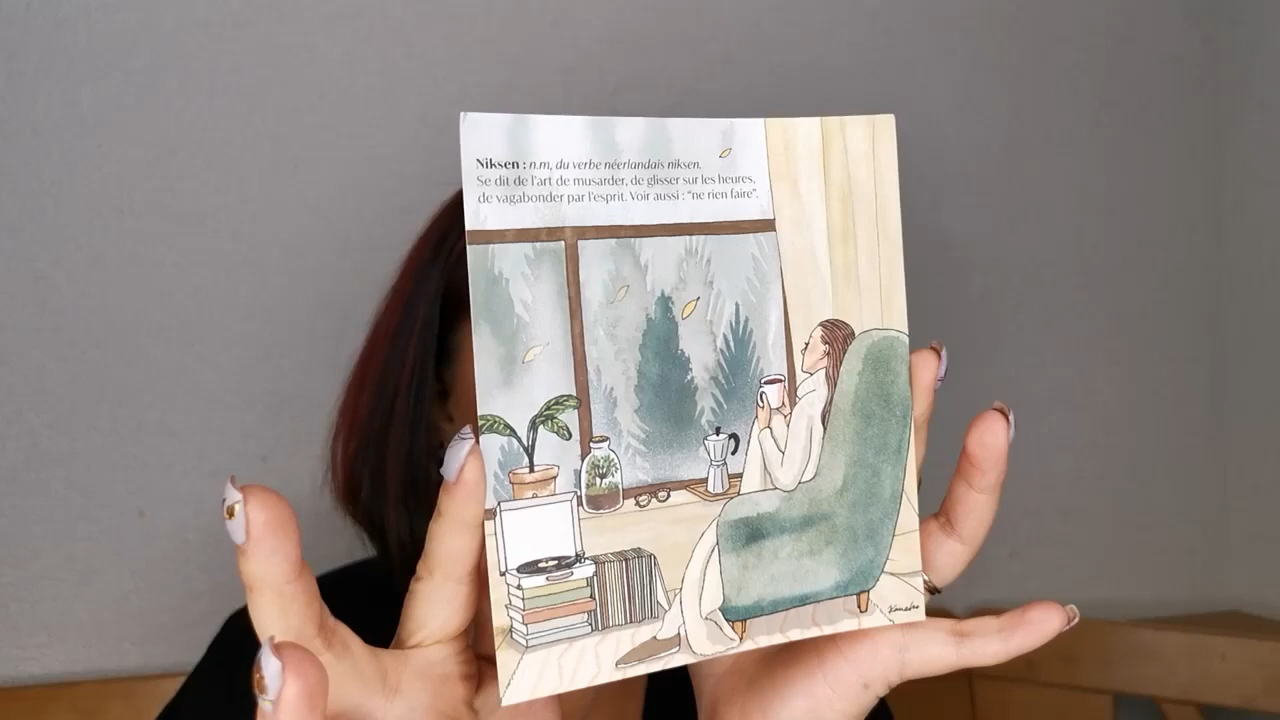 Niksen : n.m, du verbe néerlandais niksen.
Se dit de l'art de musarder, de glisser sur les heures,
de vagabonder par l'esprit. Voir aussi : “ne rien faire”.